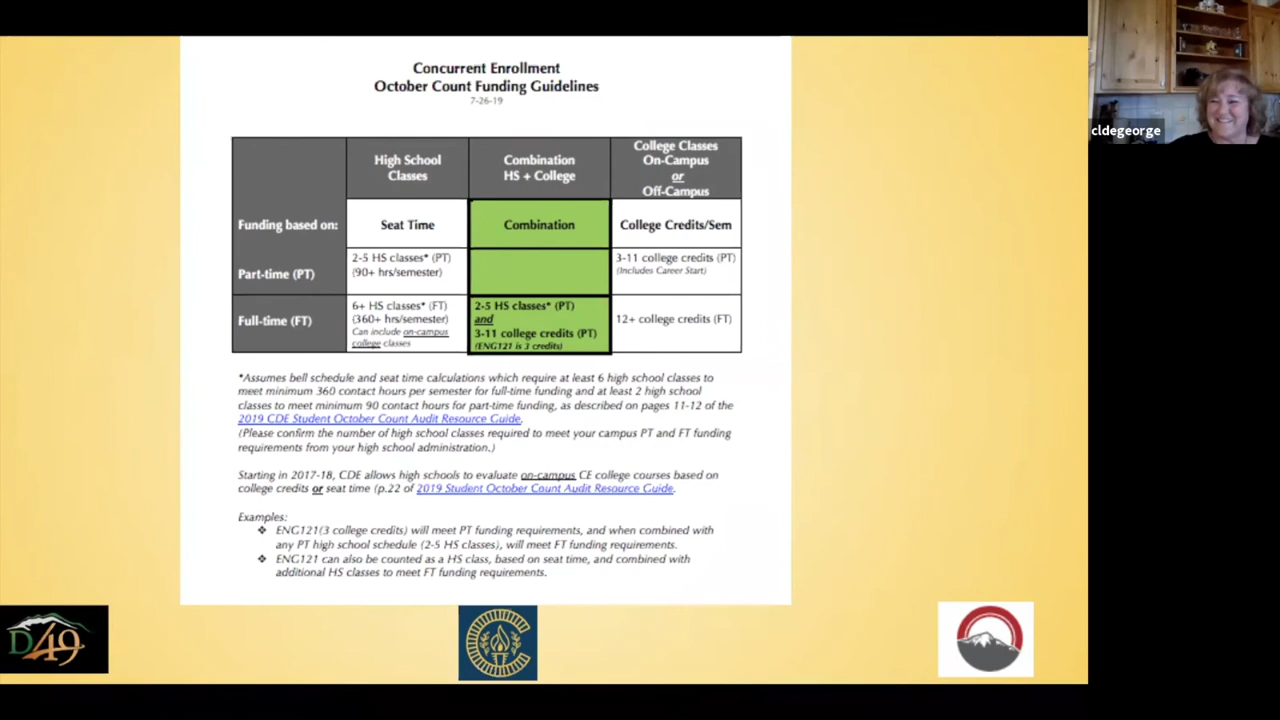 Concurrent Enrollment
October Count Funding Guidelines
7-26-19
High School
Classes
Combination
HS + College
College Classes
On-Campus
or
Off-Campus
Funding based on:
Seat Time
Combination
College Credits/Sem
Part-time (PT)
2-5 HS classes* (PT)
(90+ hrs/semester)
3-11 college credits (PT)
(Includes Career Start)
Full-time (FT)
6+ HS classes* (FT)
(360+ hrs/semester)
Can include on-campus
college classes
2-5 HS classes* (PT)
and
3-11 college credits (PT)
(ENG121 is 3 credits)
12+ college credits (FT)
*Assumes bell schedule and seat time calculations which require at least 6 high school classes to
meet minimum 360 contact hours per semester for full-time funding and at least 2 high school
classes to meet minimum 90 contact hours for part-time funding, as described on pages 11-12 of the
2019 CDE Student October Count Audit Resource Guide.
(Please confirm the number of high school classes required to meet your campus PT and FT funding
requirements from your high school administration.)
Starting in 2017-18, CDE allows high schools to evaluate on-campus CE college courses based on
college credits or seat time (p.22 of 2019 Student October Count Audit Resource Guide.
Examples:
❖ ENG121(3 college credits) will meet PT funding requirements, and when combined with
any PT high school schedule (2-5 HS classes), will meet FT funding requirements.
❖ ENG121 can also be counted as a HS class, based on seat time, and combined with
additional HS classes to meet FT funding requirements.
D49
cldegeorge